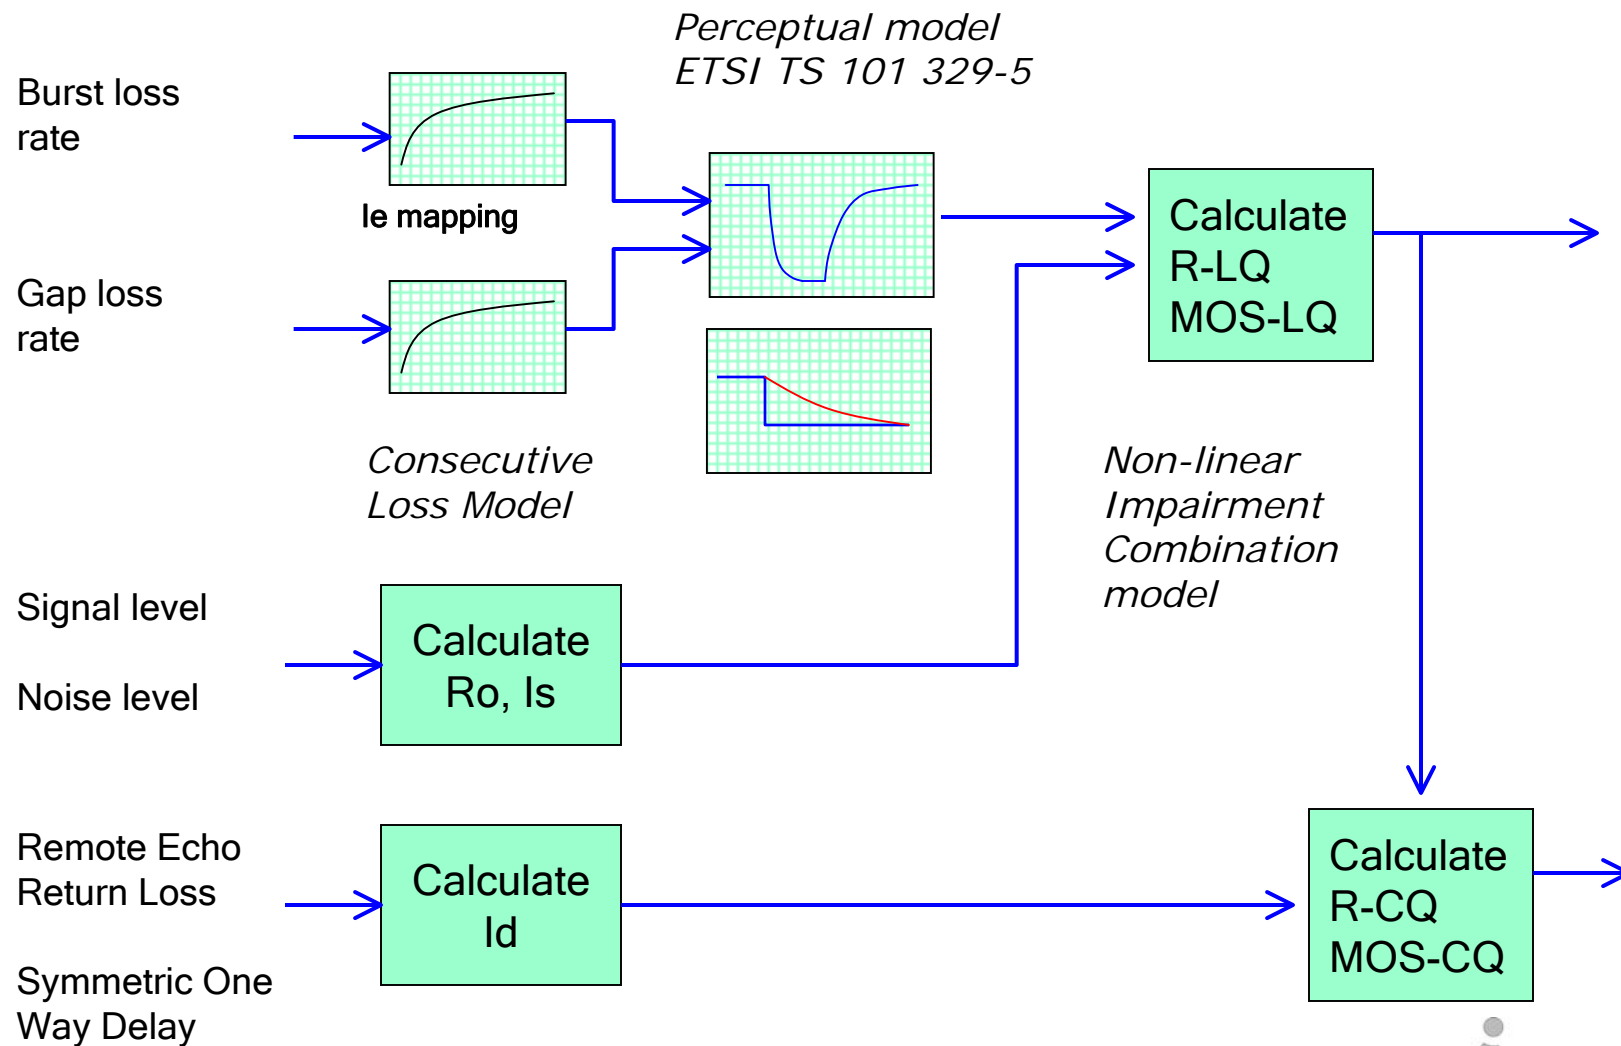 Perceptual model
ETSI TS 101 329-5
Burst loss
rate
Ie mapping
Gap loss
rate
Calculate
R-LQ
MOS-LQ
Consecutive
Loss Model
Non-linear
Impairment
Combination
model
Signal level
Noise level
Calculate
Ro, Is
Remote Echo
Return Loss
Symmetric One
Way Delay
Calculate
Id
Calculate
R-CQ
MOS-CQ